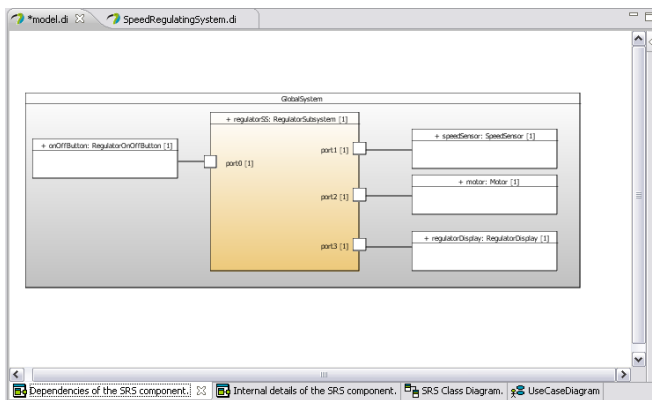 *model.di
SpeedRegulatingSystem.di
GlobalSystem
+ regulatorSS: RegulatorSubsystem [1]
+ onOffButton: RegulatorOnOffButton [1]
port0 [1]
port1 [1]
+ speedSensor: SpeedSensor [1]
port2 [1]
+ motor: Motor [1]
port3 [1]
+ regulatorDisplay: RegulatorDisplay [1]
Dependencies of the SRS component.
Internal details of the SRS component.
SRS Class Diagram.
UseCaseDiagram